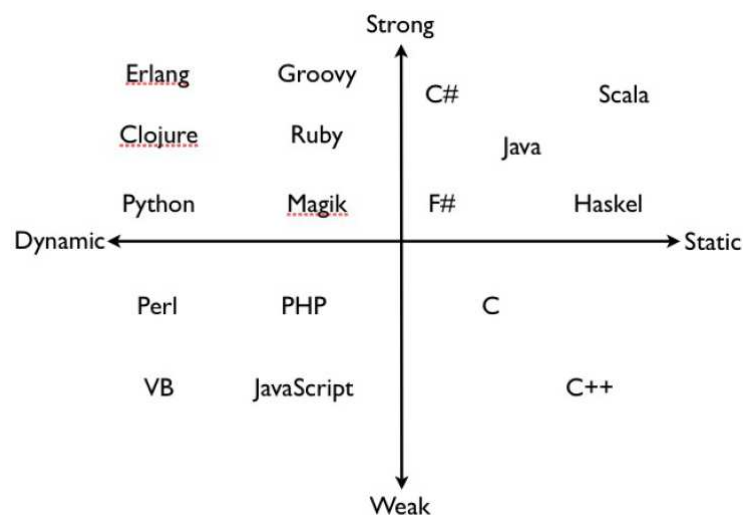 Strong
Erlang Groovy
C# Scala
Clojure Ruby
Java
Python Magik F# Haskel
Dynamic Static
Perl PHP C
VB JavaScript C++
Weak